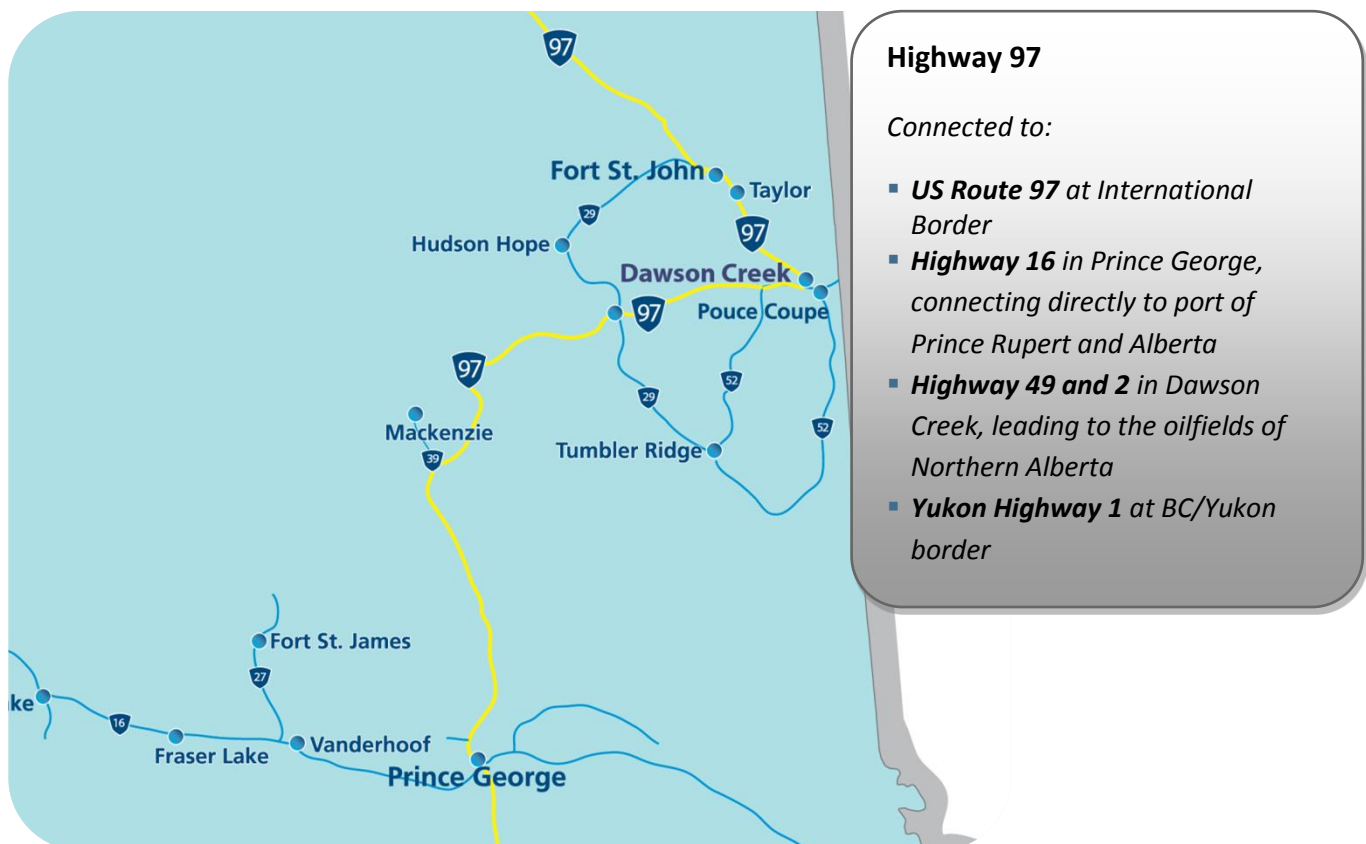 97
Fort St. John
Taylor
29
Hudson Hope
97
Dawson Creek
97
Pouce Coupe
97
52
29
Mackenzie
52
39
Tumbler Ridge
Fort St. James
27
ke
16
Vanderhoof
Fraser Lake
Prince George
Highway 97
Connected to:
▪ US Route 97 at International
Border
▪ Highway 16 in Prince George,
connecting directly to port of
Prince Rupert and Alberta
▪ Highway 49 and 2 in Dawson
Creek, leading to the oilfields of
Northern Alberta
▪ Yukon Highway 1 at BC/Yukon
border